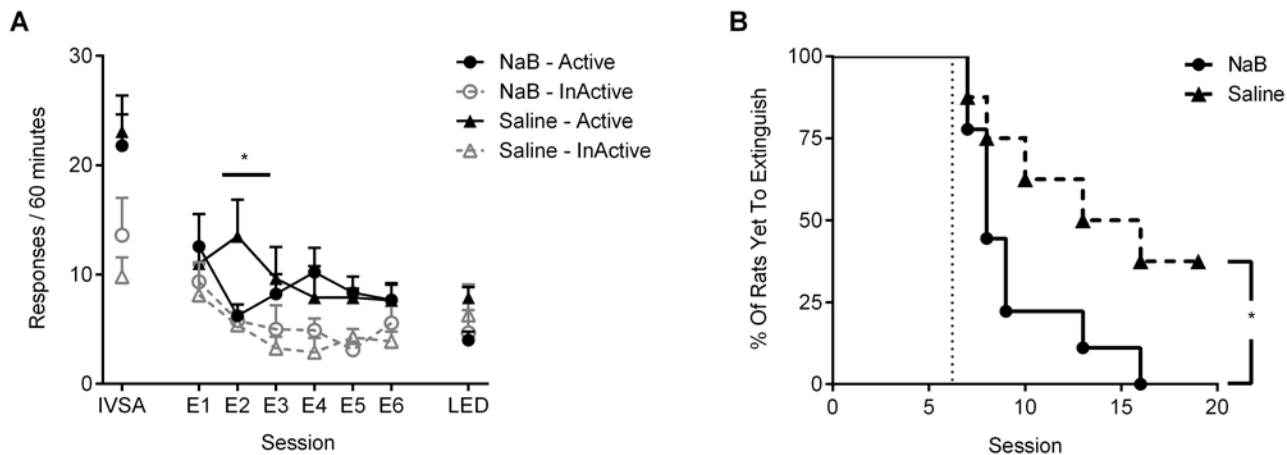 A
Responses / 60 minutes
30
20
10
0
*
NaB - Active
NaB - InActive
Saline - Active
Saline - InActive
IVSA E1 E2 E3 E4 E5 E6 LED
Session
B
% Of Rats Yet To Extinguish
100
75
50
25
0
NaB
Saline
*
0 5 10 15 20
Session